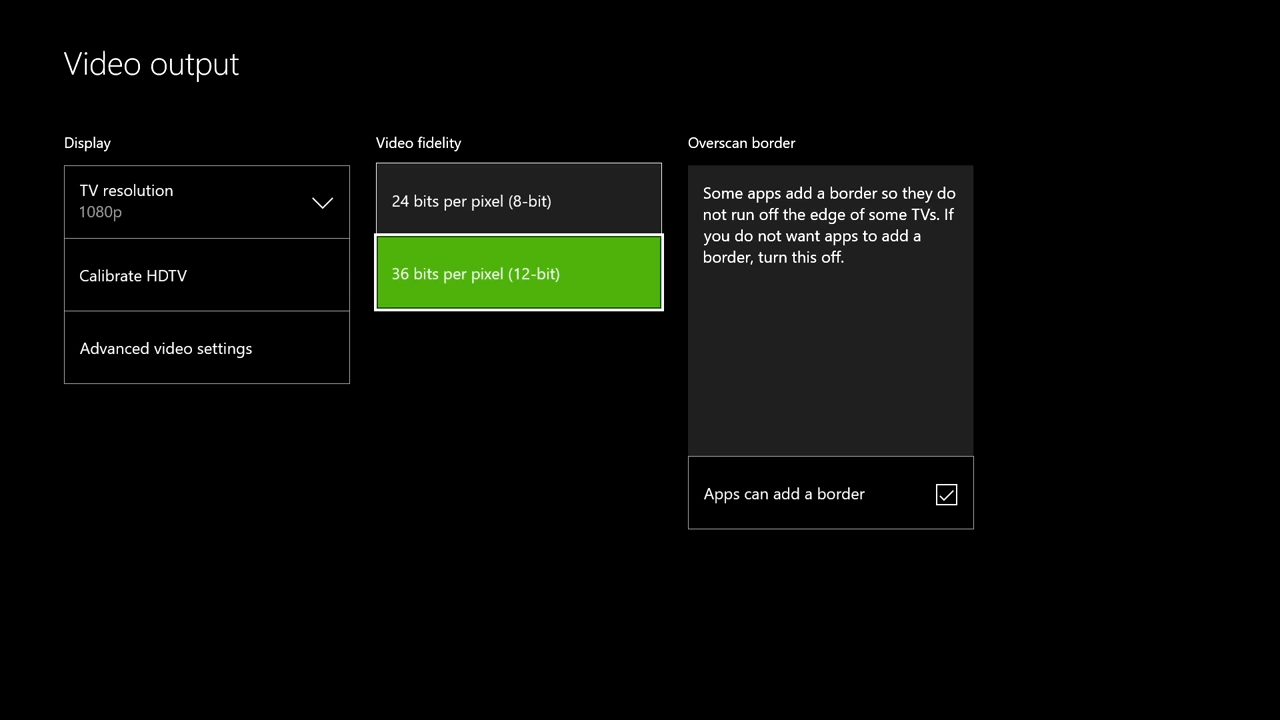 Video output
Display
TV resolution
1080p
Calibrate HDTV
Advanced video settings
Video fidelity
24 bits per pixel (8-bit)
36 bits per pixel (12-bit)
Overscan border
Some apps add a border so they do
not run off the edge of some TVs. If
you do not want apps to add a
border, turn this off.
Apps can add a border